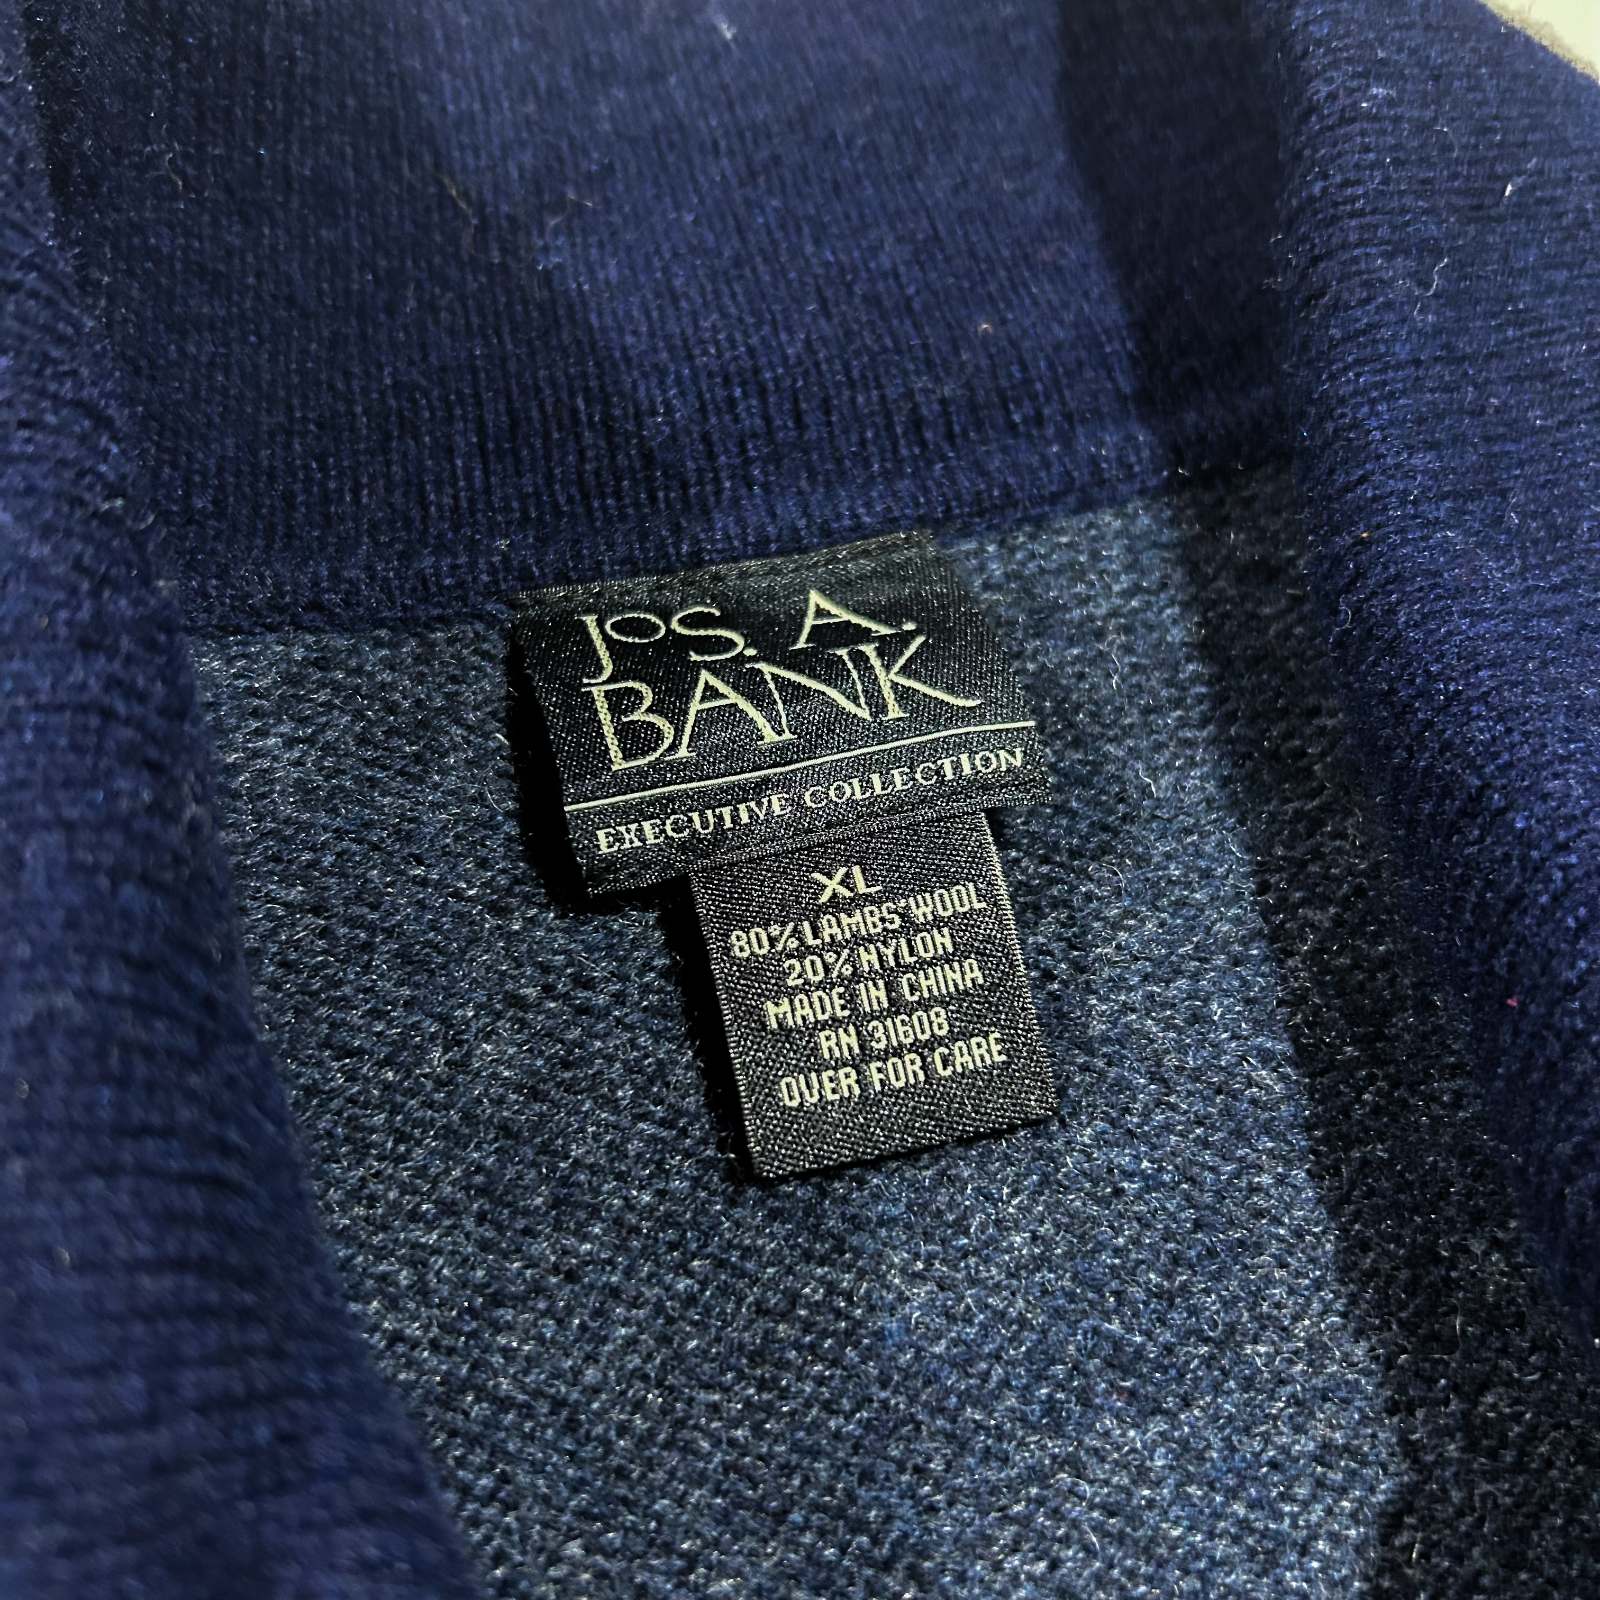 JOS. A.
BANK
EXECUTIVE COLLECTION
XL
80% LAMBS' WOOL
20% NYLON
MADE IN CHINA
RN 31608
OVER FOR CARE